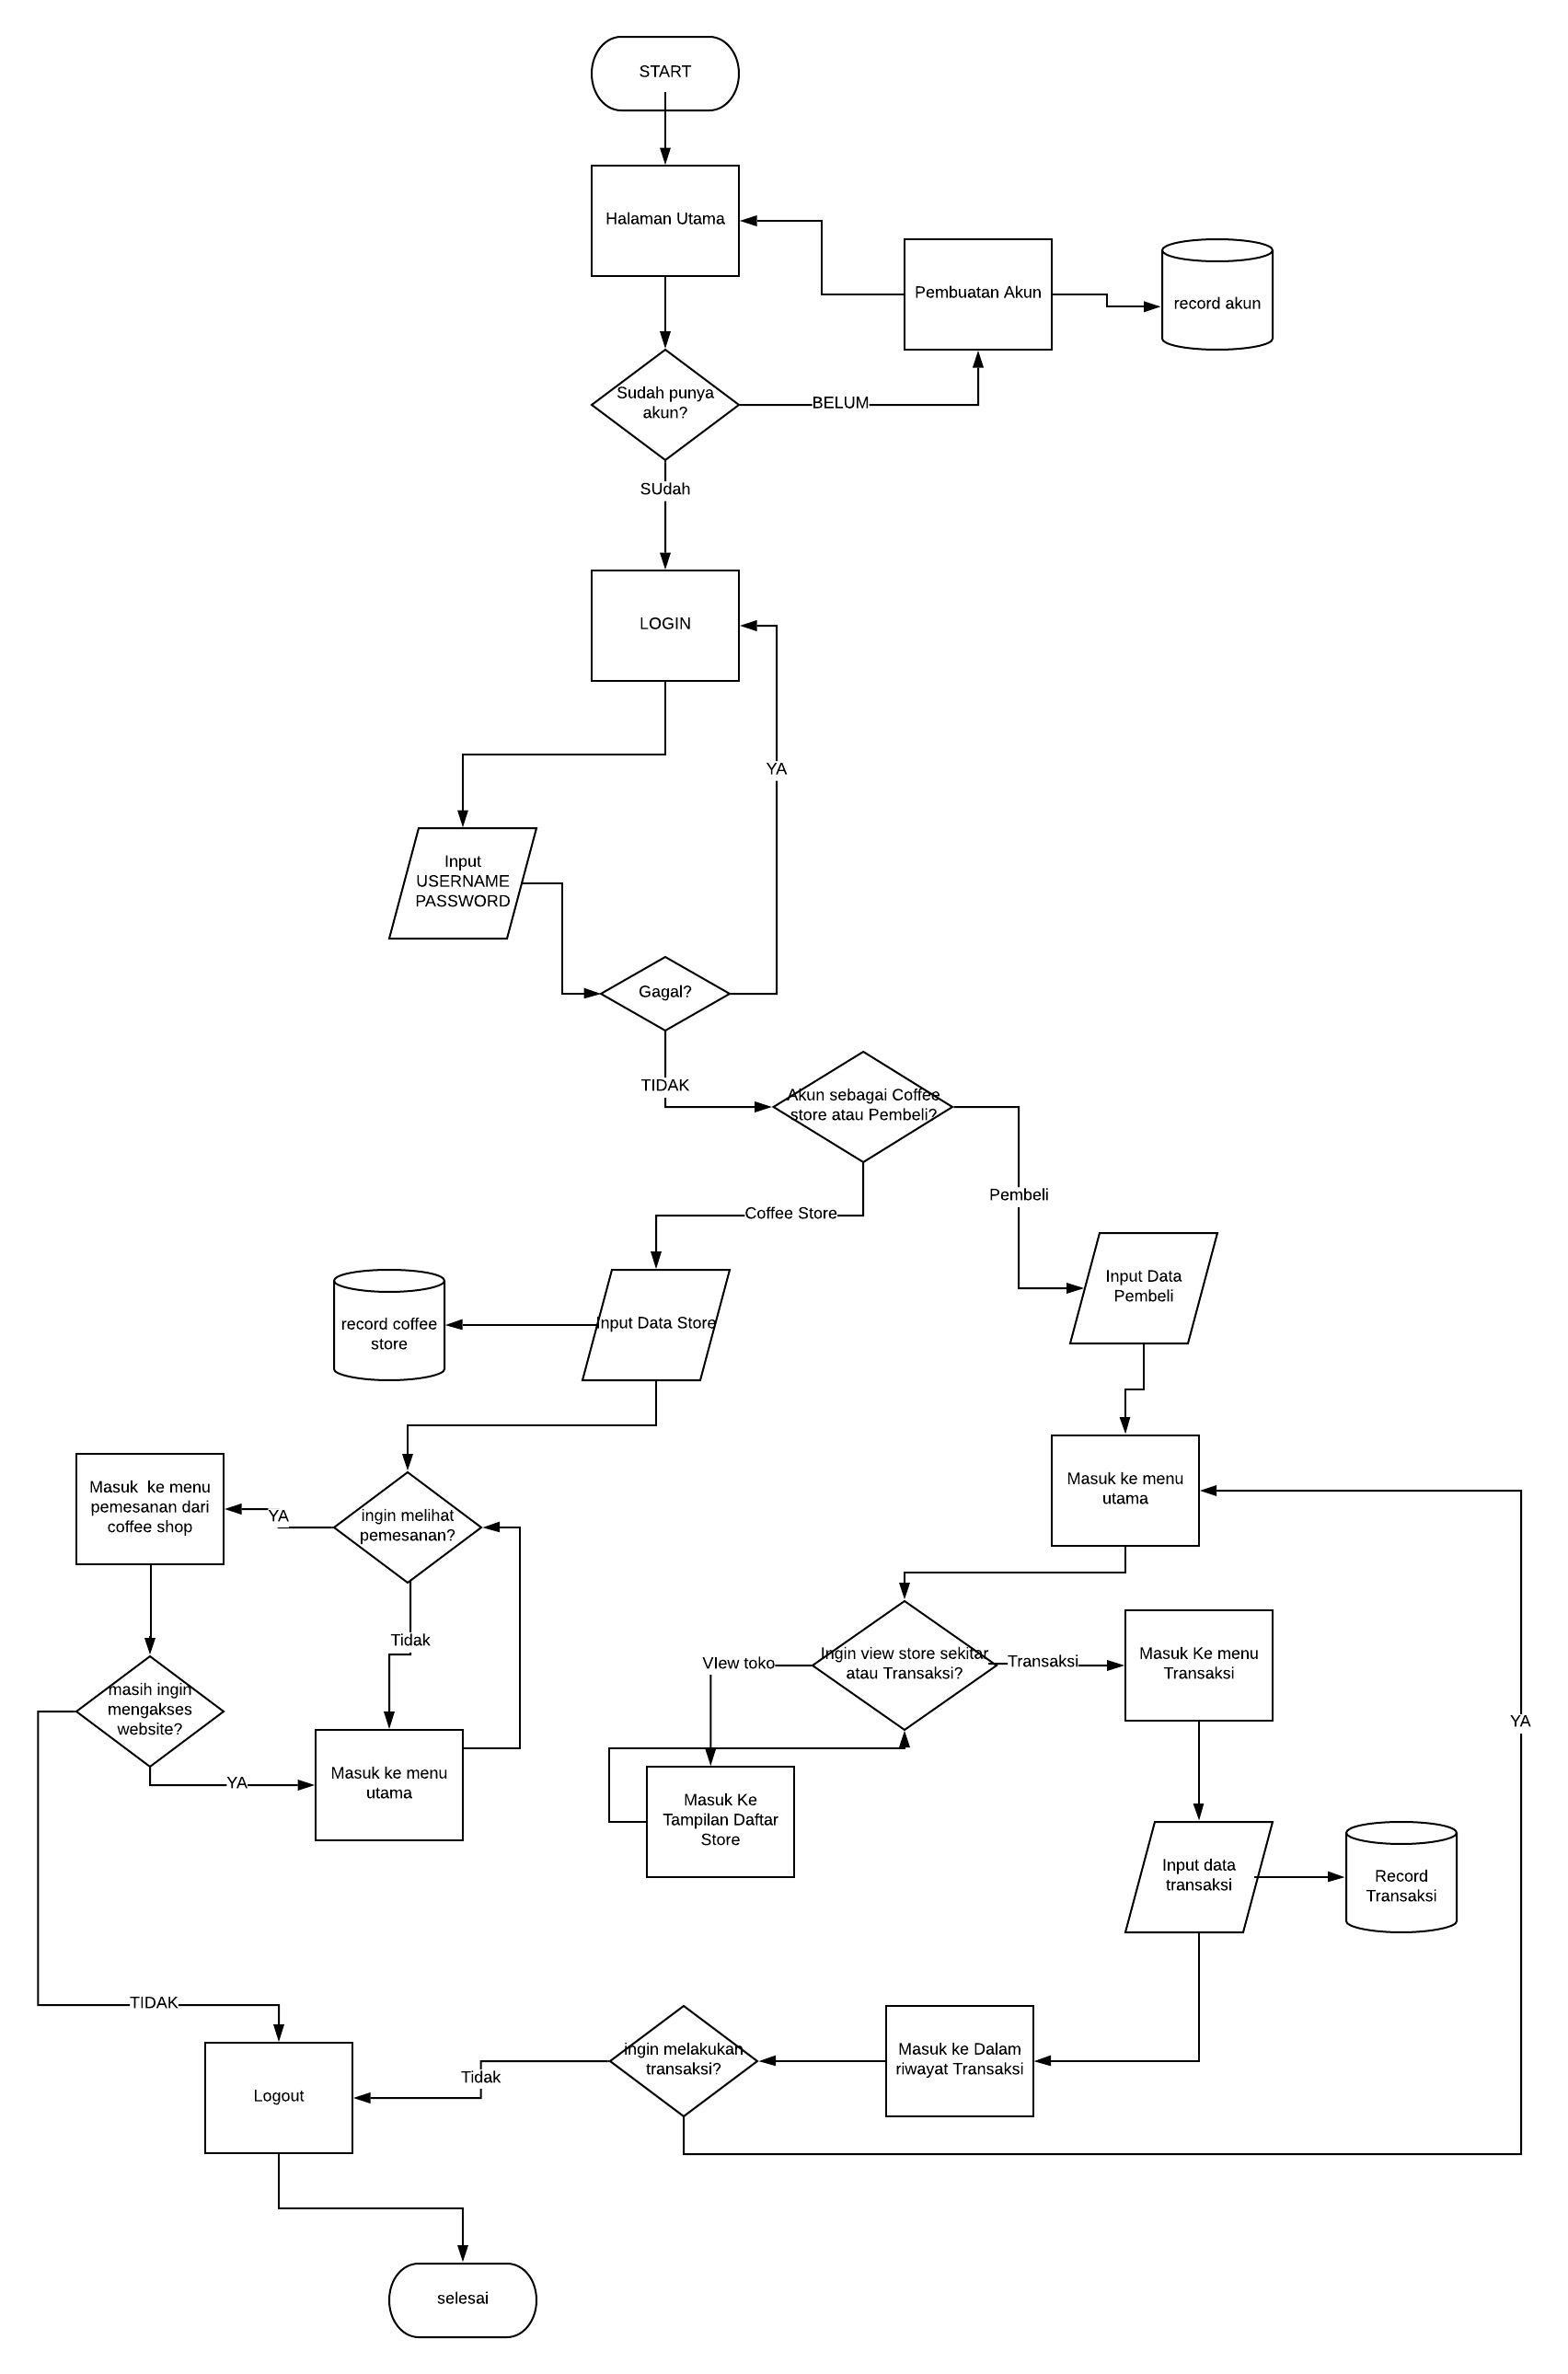 START
Halaman Utama
Pembuatan Akun
record akun
Sudah punya
akun?
BELUM
SUdah
LOGIN
YA
Input
USERNAME
PASSWORD
Gagal?
TIDAK
Akun sebagai Coffee
store atau Pembeli?
Pembeli
Coffee Store
Input Data
Pembeli
record coffee
store
Input Data Store
Masuk ke menu
pemesanan dari
coffee shop
YA
ingin melihat
pemesanan?
Masuk ke menu
utama
Tidak
VIew toko
Ingin view store sekitar
atau Transaksi?
Transaksi
Masuk Ke menu
Transaksi
masih ingin
mengakses
website?
YA
YA
Masuk ke menu
utama
Masuk Ke
Tampilan Daftar
Store
Input data
transaksi
Record
Transaksi
TIDAK
ingin melakukan
transaksi?
Masuk ke Dalam
riwayat Transaksi
Tidak
Logout
selesai